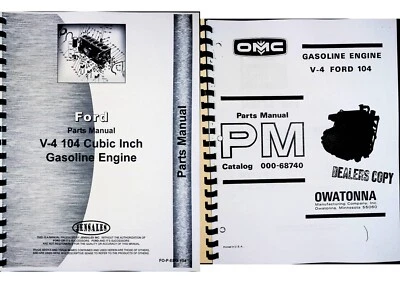 Ford
Parts Manual
V-4 104 Cubic Inch
Gasoline Engine
JENSALES
Parts Manual
OMC
GASOLINE ENGINE
V-4 FORD 104
Parts Manual
PM
Catalog 000-68740
DEALERS COPY
OWATONNA
Manufacturing Company, Inc.
Owatonna, Minnesota 55060